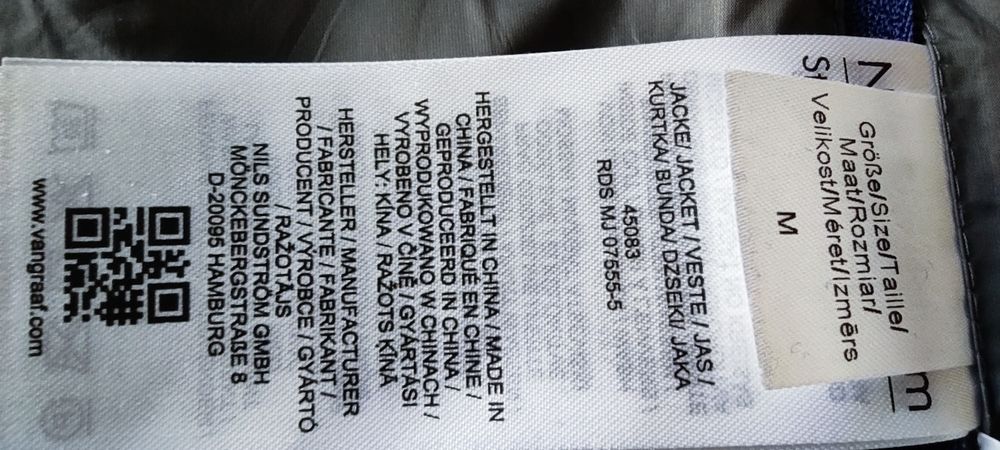 Größe/Size/Taille/
Maat/Rozmiar/
Velikost/Méret/Izmērs
M
JACKE/ JACKET / VESTE / JAS /
KURTKA/ BUNDA/ DZSEKI/ JAKA
45083
RDS MJ 07855-5
HERGESTELLT IN CHINA / MADE IN
CHINA / FABRIQUÉ EN CHINE /
GEPRODUCEERD IN CHINA /
WYPRODUKOWANO W CHINACH /
VYROBENO V ČÍNĚ / GYÁRTÁSI
HELY: KÍNA / RAŽOTS ĶĪNĀ
HERSTELLER / MANUFACTURER
/ FABRICANTE / FABRIKANT /
PRODUCENT / VÝROBCE / GYÁRTÓ
/ RAŽOTĀJS
NILS SUNDSTRÖM GMBH
MÖNCKEBERGSTRAßE 8
D-20095 HAMBURG
www.vangraaf.com